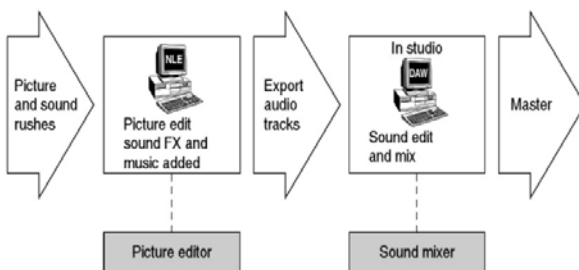 Picture
and sound
rushes
NLE
Picture edit
sound FX and
music added
Export
audio
tracks
In studio
DAW
Sound edit
and mix
Master
Picture editor
Sound mixer